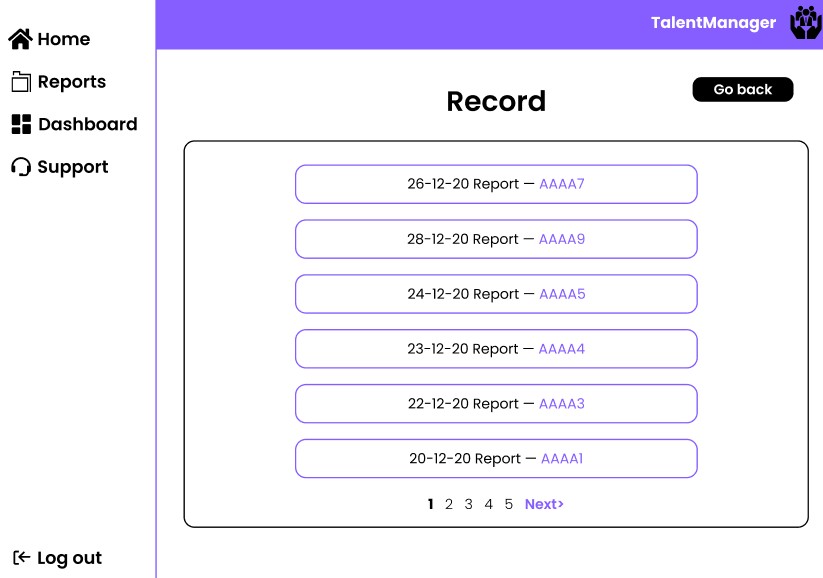 TalentManager
Home
Reports
Dashboard
Support
Log out
Record
Go back
26-12-20 Report — AAAA7
28-12-20 Report — AAAA9
24-12-20 Report — AAAA5
23-12-20 Report — AAAA4
22-12-20 Report — AAAA3
20-12-20 Report — AAAA1
1 2 3 4 5 Next>